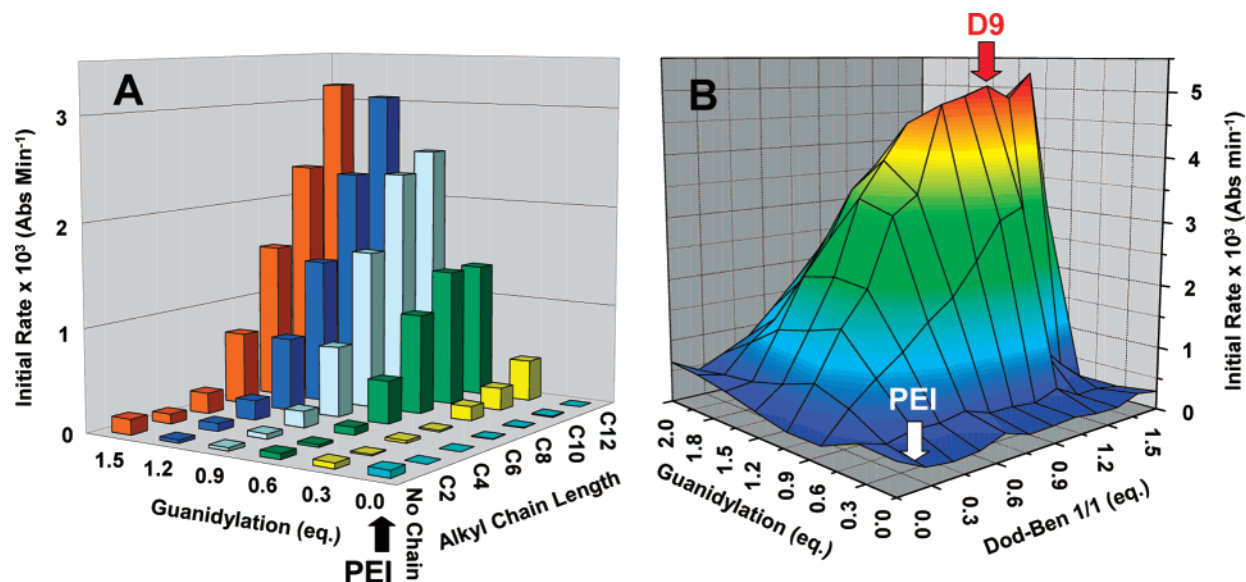 A
Initial Rate x 10³ (Abs Min⁻¹)
3
2
1
0
1.5
1.2
0.9
0.6
0.3
0.0
Guanidylation (eq.)
No Chain
C2
C4
C6
C8
C10
C12
Alkyl Chain Length
PEI
D9
B
PEI
5
4
3
2
1
0
Initial Rate x 10³ (Abs min⁻¹)
2.0
1.8
1.5
1.2
0.9
0.6
0.3
0.0
Guanidylation (eq.)
0.0
0.3
0.6
0.9
1.2
1.5
Dod-Ben 1/1 (eq.)